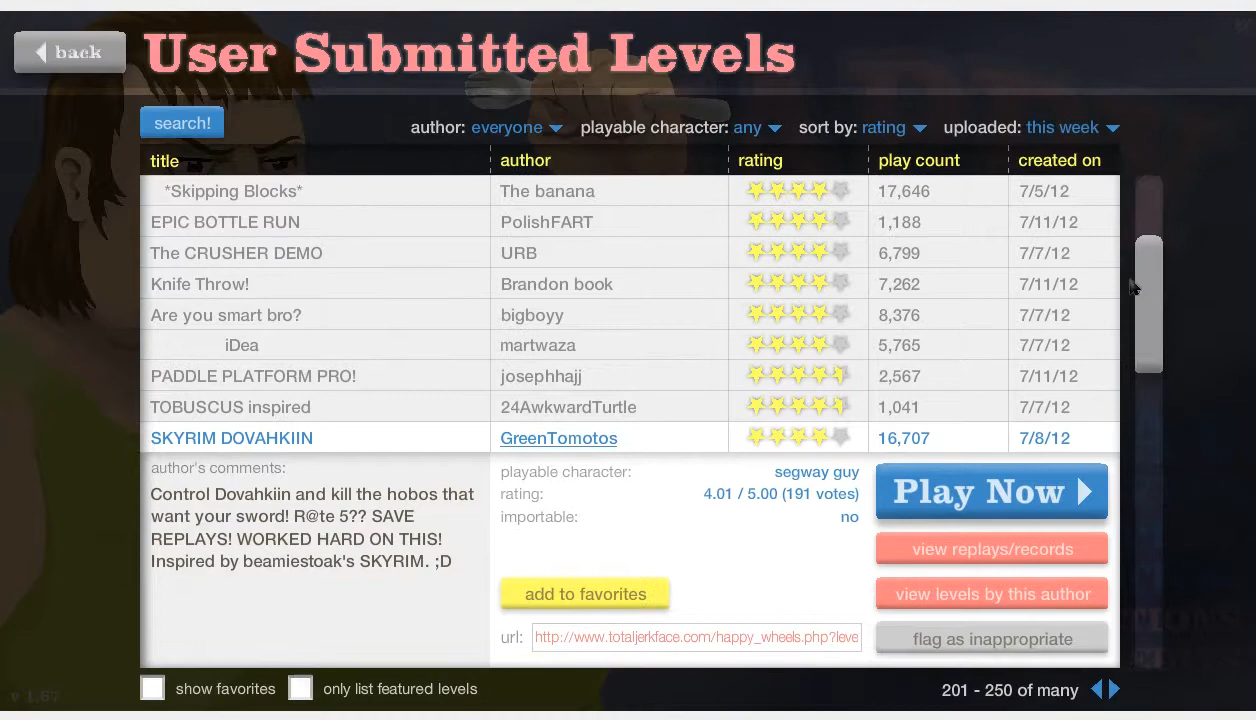 back
User Submitted Levels
search!
author: everyone playable character: any sort by: rating uploaded: this week
title author rating play count created on
*Skipping Blocks* The banana 17,646 7/5/12
EPIC BOTTLE RUN PolishFART 1,188 7/11/12
The CRUSHER DEMO URB 6,799 7/7/12
Knife Throw! Brandon book 7,262 7/11/12
Are you smart bro? bigboyy 8,376 7/7/12
iDea martwaza 5,765 7/7/12
PADDLE PLATFORM PRO! josephhajj 2,567 7/11/12
TOBUSCUS inspired 24AwkwardTurtle 1,041 7/7/12
SKYRIM DOVAHKIIN GreenTomotos 16,707 7/8/12
author's comments:
Control Dovahkiin and kill the hobos that
want your sword! R@te 5?? SAVE
REPLAYS! WORKED HARD ON THIS!
Inspired by beamiestoak's SKYRIM. ;D
playable character: segway guy
rating: 4.01 / 5.00 (191 votes)
importable: no
add to favorites
url: http://www.totaljerkface.com/happy_wheels.php?leve
Play Now
view replays/records
view levels by this author
flag as inappropriate
show favorites only list featured levels
201 - 250 of many
v 1.67